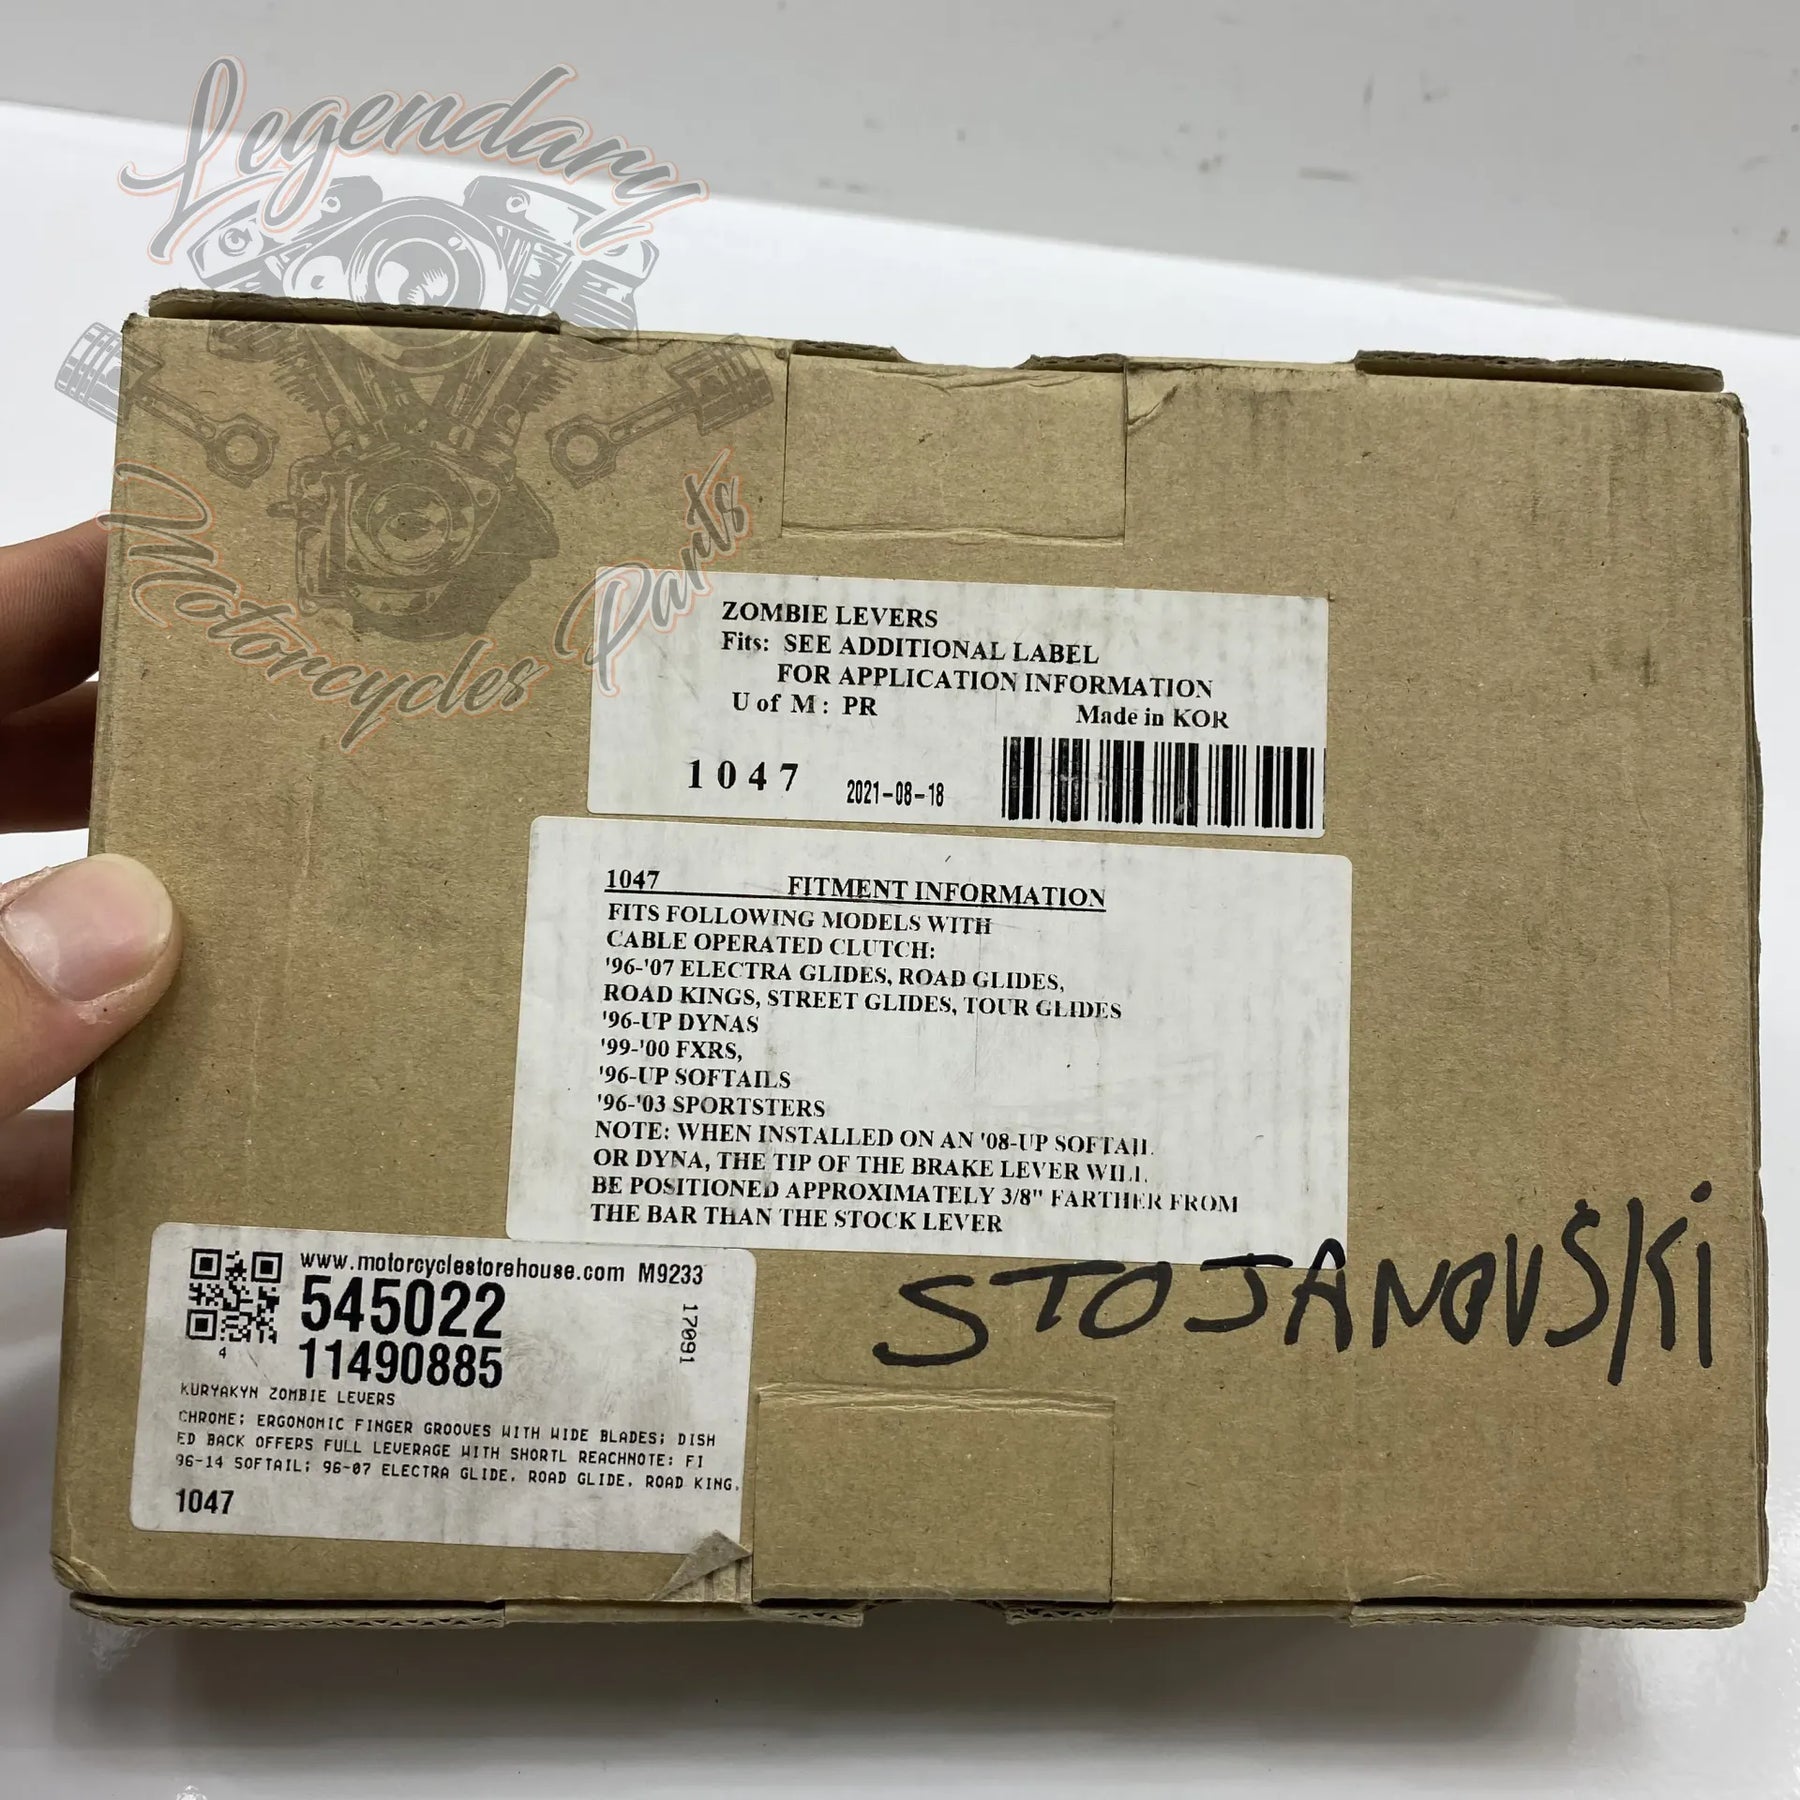 Legendary
Motorcycles Parts
ZOMBIE LEVERS
Fits: SEE ADDITIONAL LABEL
FOR APPLICATION INFORMATION
U of M: PR Made in KOR
1047 2021-08-18
1047 FITMENT INFORMATION
FITS FOLLOWING MODELS WITH
CABLE OPERATED CLUTCH:
'96-'07 ELECTRA GLIDES, ROAD GLIDES,
ROAD KINGS, STREET GLIDES, TOUR GLIDES
'96-UP DYNAS
'99-'00 FXRS,
'96-UP SOFTAILS
'96-'03 SPORTSTERS
NOTE: WHEN INSTALLED ON AN '08-UP SOFTAIL
OR DYNA, THE TIP OF THE BRAKE LEVER WILL
BE POSITIONED APPROXIMATELY 3/8" FARTHER FROM
THE BAR THAN THE STOCK LEVER
STOJANOVSKi
www.motorcyclestorehouse.com M9233
545022
11490885
17091
4
KURYAKYN ZOMBIE LEVERS
CHROME; ERGONOMIC FINGER GROOVES WITH WIDE BLADES; DISH
ED BACK OFFERS FULL LEVERAGE WITH SHORTL REACHNOTE: FI
96-14 SOFTAIL; 96-07 ELECTRA GLIDE, ROAD GLIDE, ROAD KING,
1047